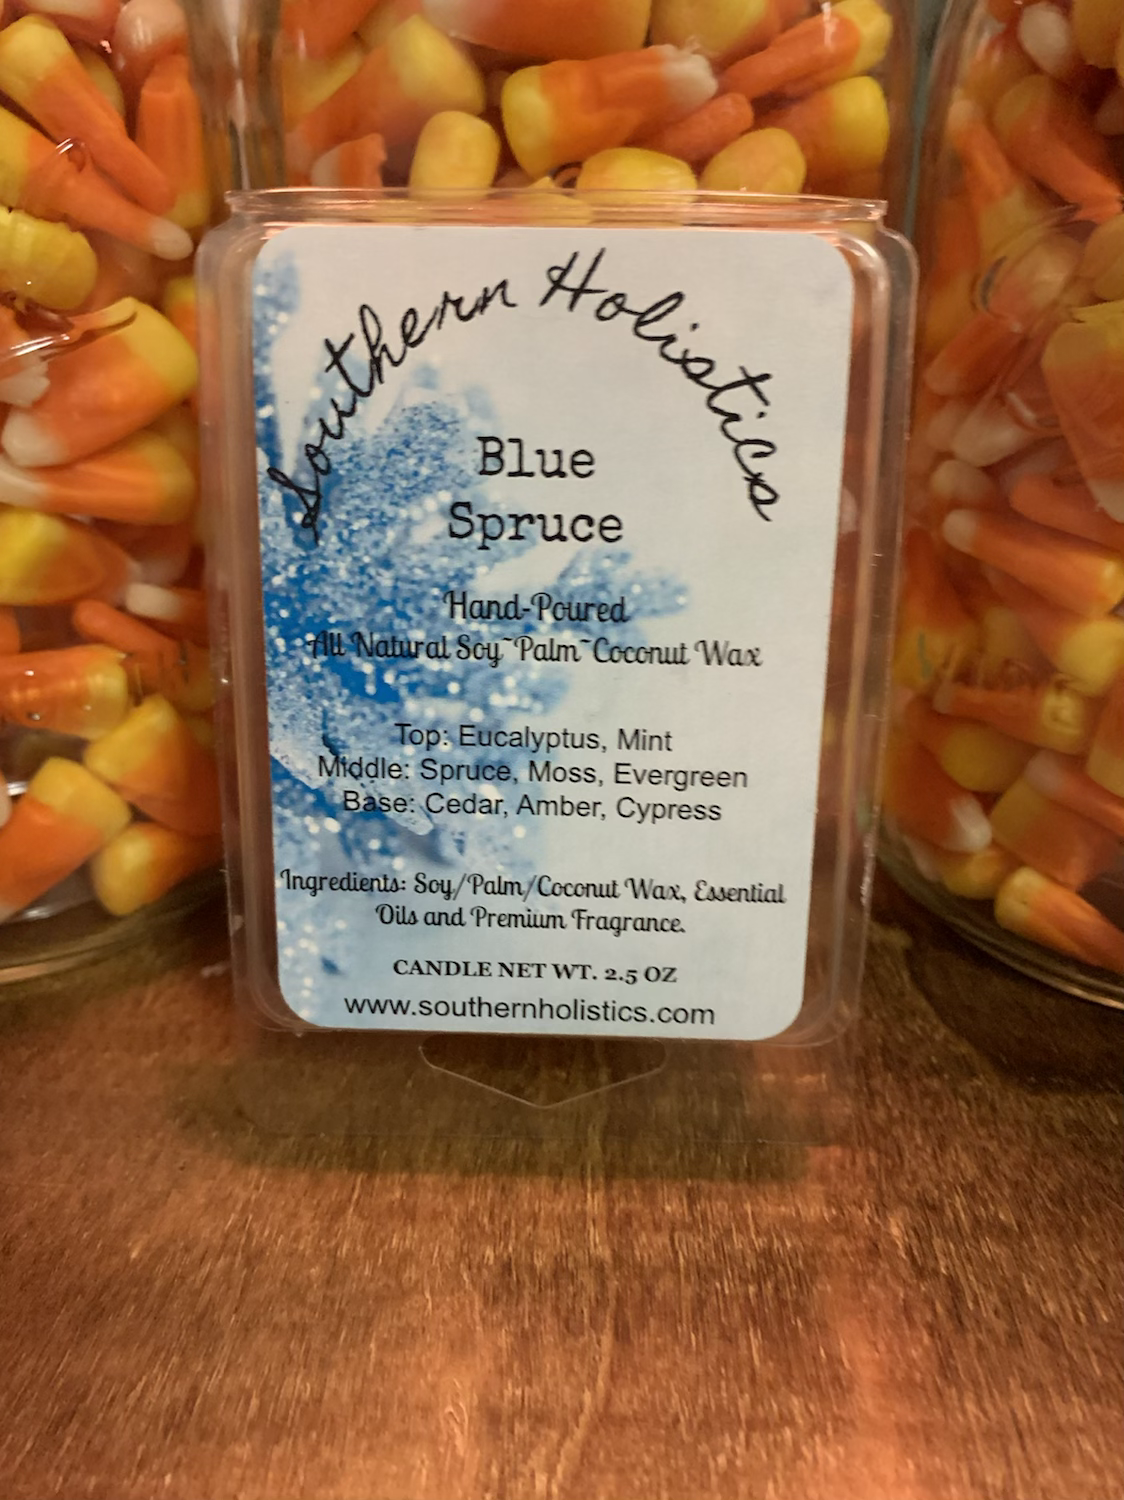 Southern Holistics
Blue
Spruce
Hand-Poured
All Natural Soy~Palm~Coconut Wax
Top: Eucalyptus, Mint
Middle: Spruce, Moss, Evergreen
Base: Cedar, Amber, Cypress
Ingredients: Soy/Palm/Coconut Wax, Essential
Oils and Premium Fragrance.
CANDLE NET WT. 2.5 OZ
www.southernholistics.com